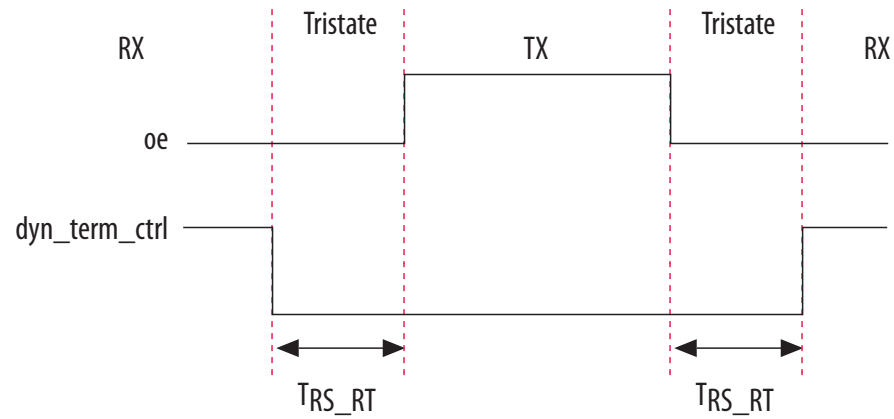 Tristate
Tristate
RX
TX
RX
oe
dyn_term_ctrl
TRS_RT
TRS_RT